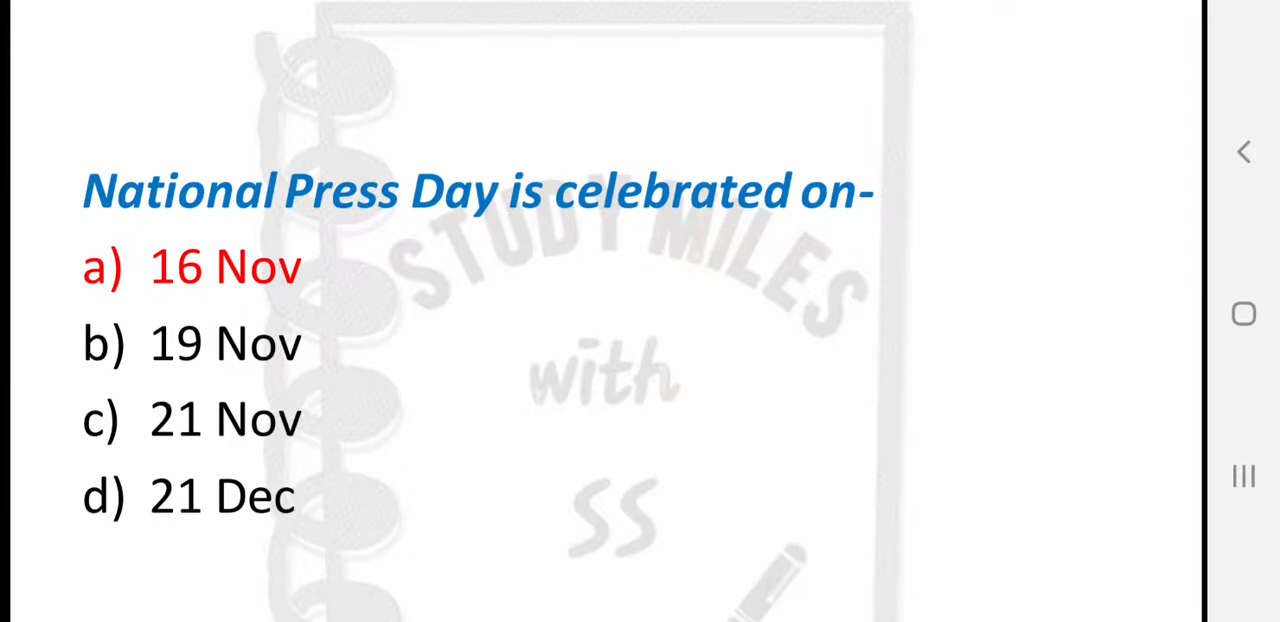 National Press Day is celebrated on-
a) 16 Nov
b) 19 Nov
c) 21 Nov
d) 21 Dec
STUDY MILES
with
SS